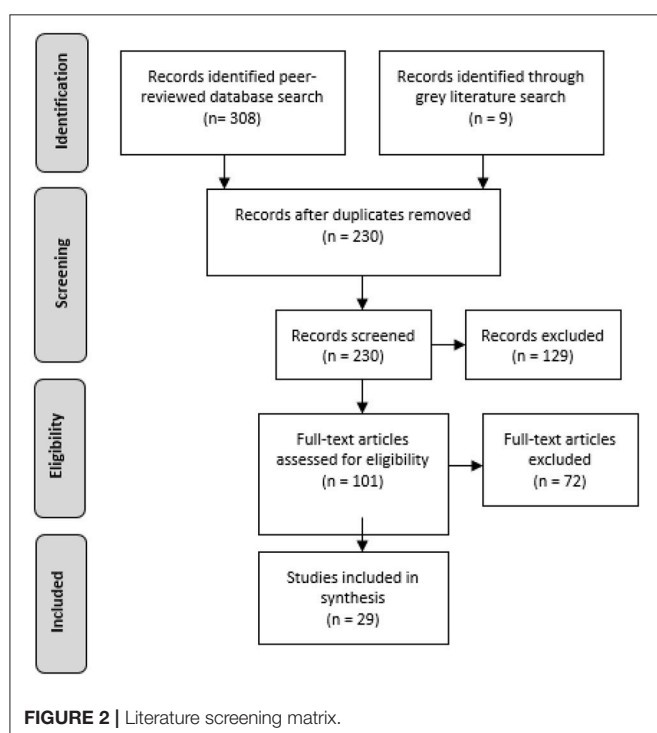 Identification
Records identified peer-
reviewed database search
(n= 308)
Records identified through
grey literature search
(n = 9)
Screening
Records after duplicates removed
(n = 230)
Records screened
(n = 230)
Records excluded
(n = 129)
Eligibility
Full-text articles
assessed for eligibility
(n = 101)
Full-text articles
excluded
(n = 72)
Included
Studies included in
synthesis
(n = 29)
FIGURE 2 | Literature screening matrix.